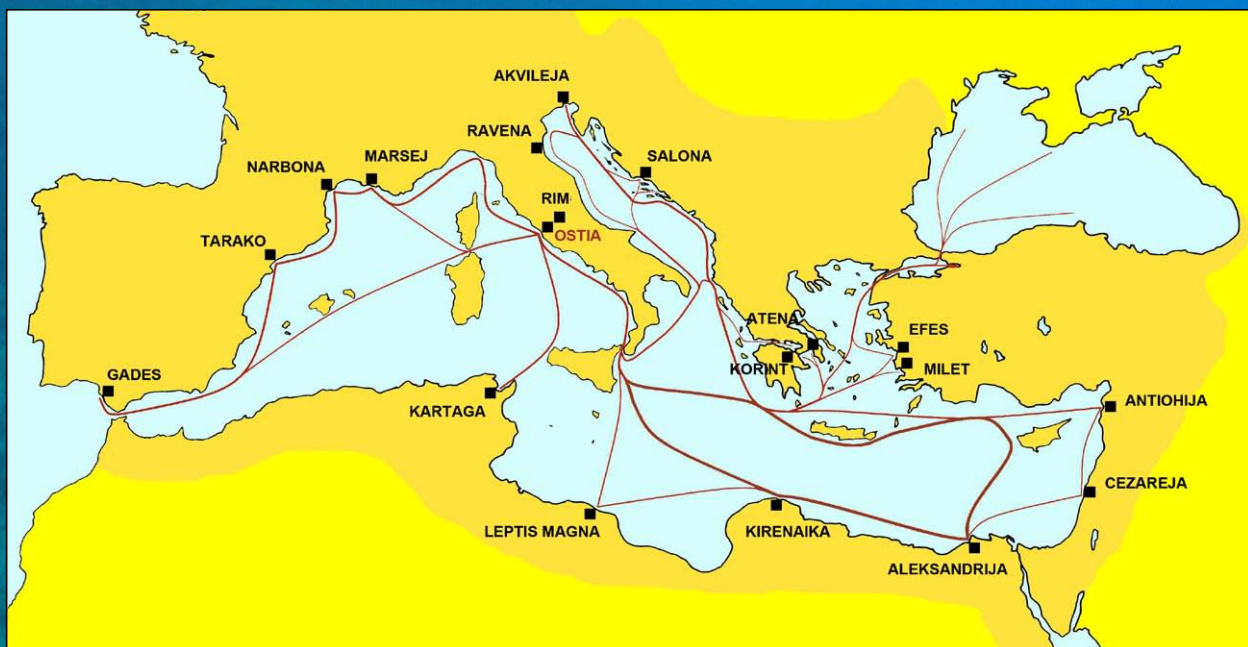 AKVILEJA
RAVENA
SALONA
NARBONA
MARSEJ
RIM
OSTIA
TARAKO
ATENA
EFES
KORINT
MILET
GADES
KARTAGA
ANTIOHIJA
CEZAREJA
LEPTIS MAGNA
KIRENAIKA
ALEKSANDRIJA